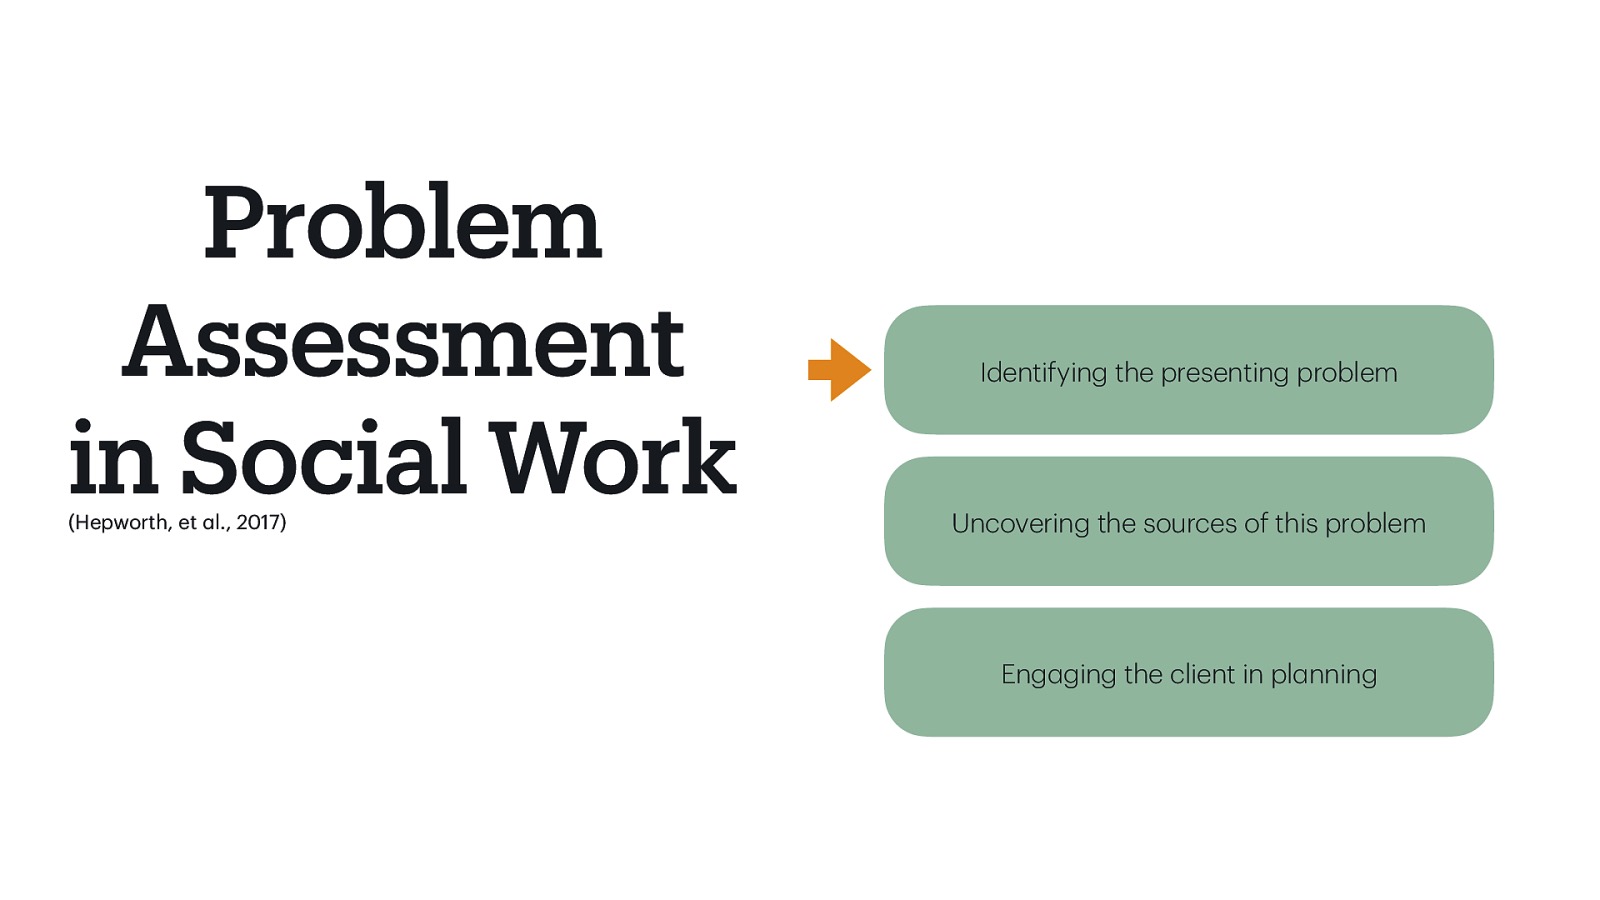 Problem
Assessment
in Social Work
(Hepworth, et al., 2017)
Identifying the presenting problem
Uncovering the sources of this problem
Engaging the client in planning